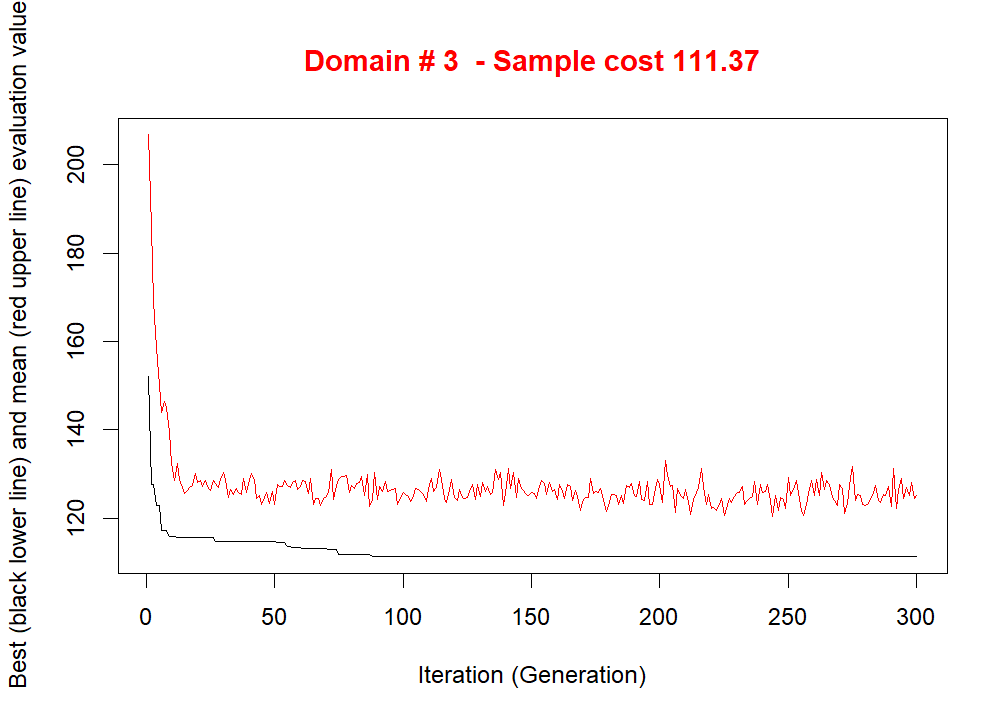 Domain # 3  - Sample cost 111.37
Best (black lower line) and mean (red upper line) evaluation value
200
180
160
140
120
0 50 100 150 200 250 300
Iteration (Generation)